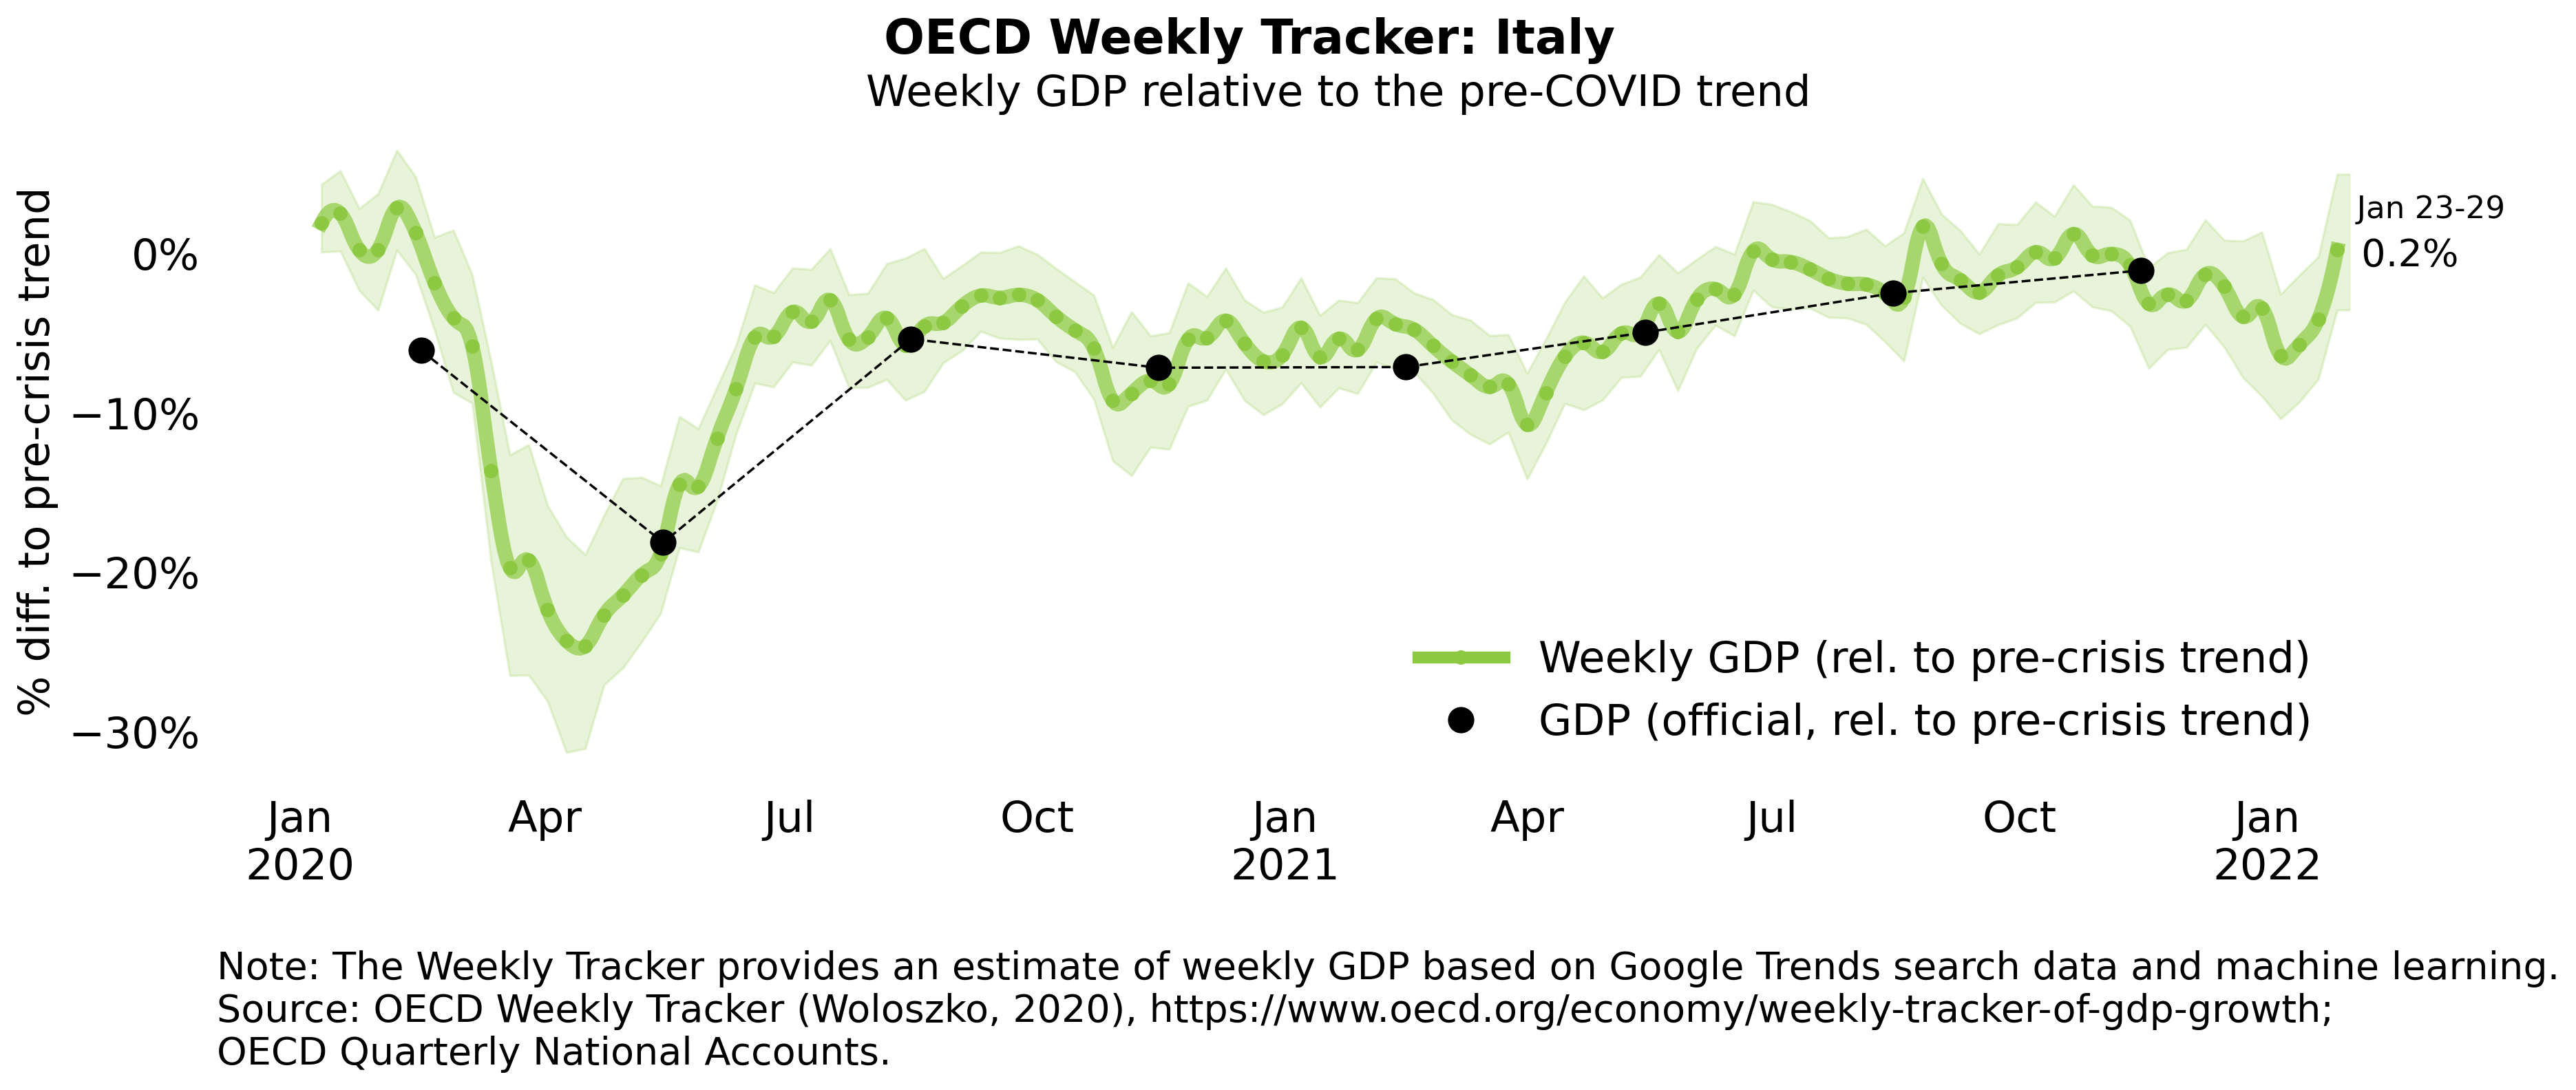 OECD Weekly Tracker: Italy
Weekly GDP relative to the pre-COVID trend
% diff. to pre-crisis trend
0%
−10%
−20%
−30%
Jan 23-29
0.2%
Weekly GDP (rel. to pre-crisis trend)
GDP (official, rel. to pre-crisis trend)
Jan Apr Jul Oct Jan Apr Jul Oct Jan
2020 2021 2022
Note: The Weekly Tracker provides an estimate of weekly GDP based on Google Trends search data and machine learning.
Source: OECD Weekly Tracker (Woloszko, 2020), https://www.oecd.org/economy/weekly-tracker-of-gdp-growth;
OECD Quarterly National Accounts.